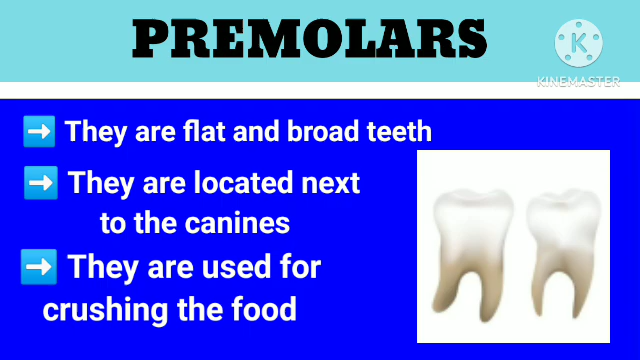 PREMOLARS
K
KINEMASTER
➡️ They are flat and broad teeth
➡️ They are located next
to the canines
➡️ They are used for
crushing the food